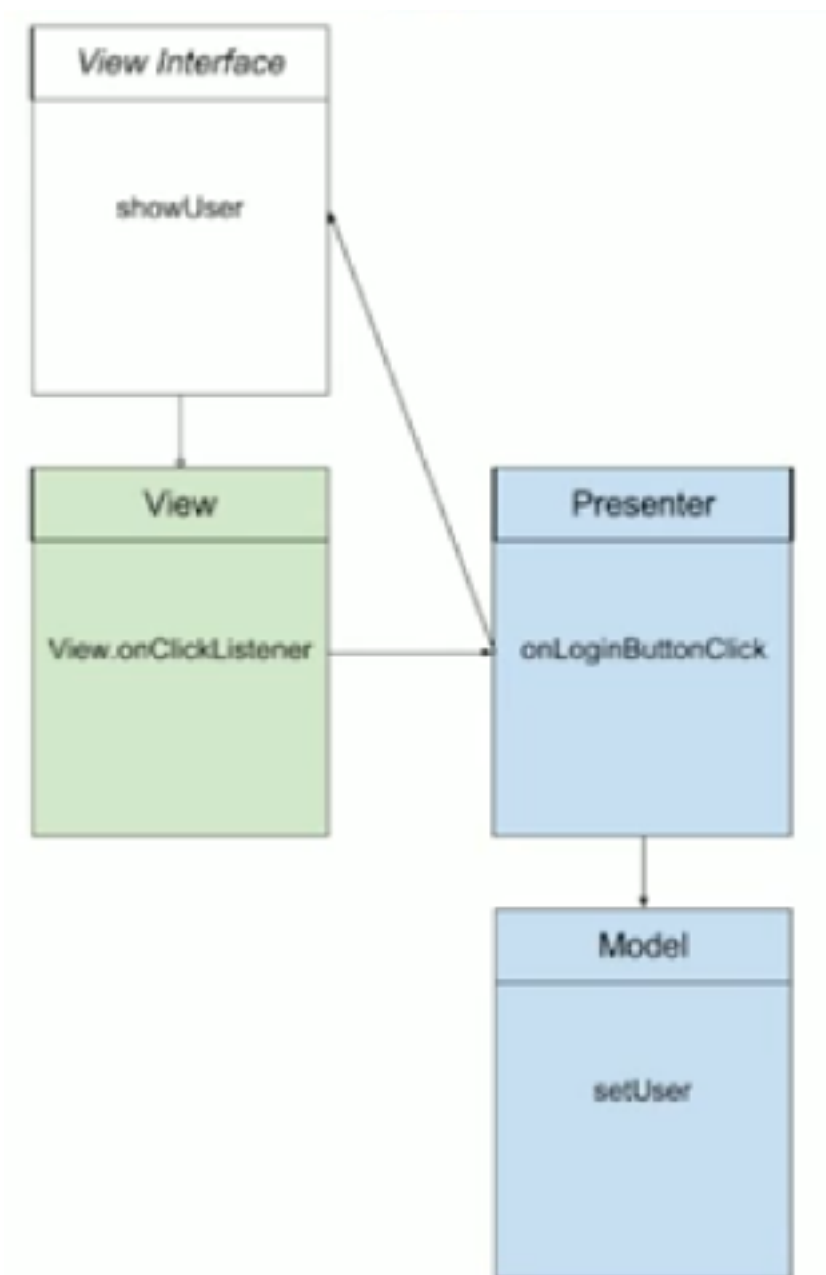 View Interface
showUser
View
Presenter
View.onClickListener
onLoginButtonClick
Model
setUser